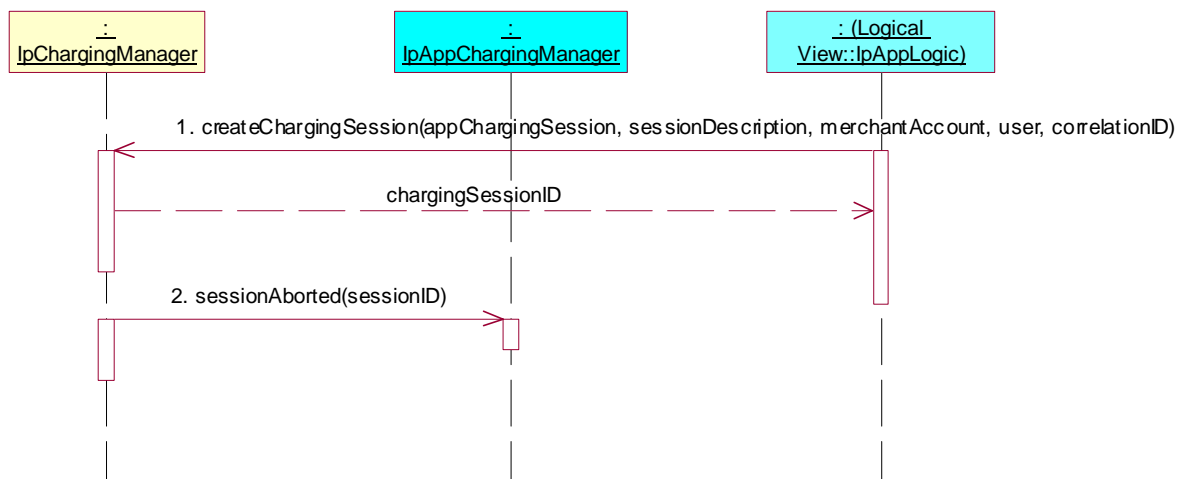 :
IpChargingManager
:
IpAppChargingManager
: (Logical
View::IpAppLogic)
1. createChargingSession(appChargingSession, sessionDescription, merchantAccount, user, correlationID)
chargingSessionID
2. sessionAborted(sessionID)